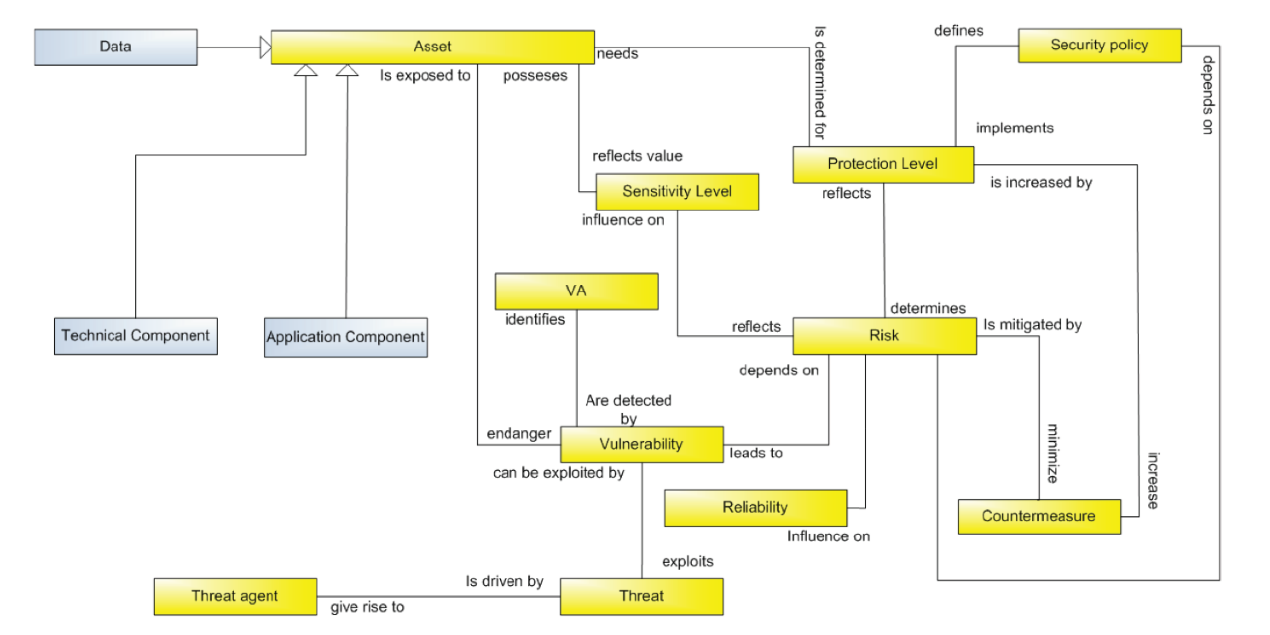 defines
Data
Asset
Security policy
needs
Is exposed to
posseses
Is determined for
depends on
implements
reflects value
Protection Level
Sensitivity Level
reflects
is increased by
influence on
VA
identifies
determines
Technical Component
Application Component
reflects
Risk
Is mitigated by
depends on
Are detected
by
endanger
Vulnerability
leads to
minimize
can be exploited by
increase
Reliability
Countermeasure
Influence on
exploits
Threat agent
Is driven by
give rise to
Threat